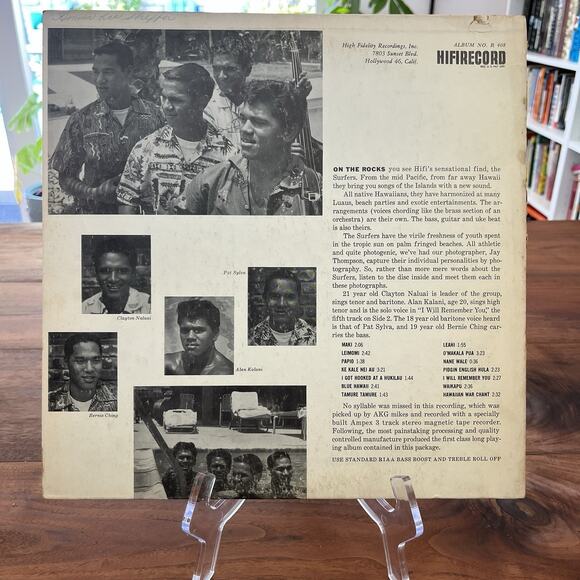 High Fidelity Recordings, Inc.
7803 Sunset Blvd.
Hollywood 46, Calif.
ALBUM NO. R 408
HIFIRECORD
ON THE ROCKS you see Hifi's sensational find, the
Surfers. From the mid Pacific, from far away Hawaii
they bring you songs of the Islands with a new sound.
All native Hawaiians, they have harmonized at many
Luaus, beach parties and exotic entertainments. The ar-
rangements (voices chording like the brass section of an
orchestra) are their own. The bass, guitar and uke beat
is also theirs.
The Surfers have the virile freshness of youth spent
in the tropic sun on palm fringed beaches. All athletic
and quite photogenic, we've had our photographer, Jay
Thompson, capture their individual personalities by pho-
tography. So, rather than more mere words about the
Surfers, listen to the disc inside and meet them each in
these photographs.
21 year old Clayton Naluai is leader of the group,
sings tenor and baritone. Alan Kalani, age 20, sings high
tenor and is the solo voice in "I Will Remember You," the
fifth track on Side 2. The 18 year old baritone voice heard
is that of Pat Sylva, and 19 year old Bernie Ching car-
ries the bass.
MAKI 2:06
LEIMOMI 2:42
PAPIO 1:38
KE KALE NEI AU 3:21
I GOT HOOKED AT A HUKILAU 1:44
BLUE HAWAII 2:41
TAMURE TAMURE 1:43
LEAHI 1:55
O'MAKALA PUA 3:23
NANE WALE 0:36
PIDGIN ENGLISH HULA 2:23
I WILL REMEMBER YOU 2:27
WAIKAPU 2:36
HAWAIIAN WAR CHANT 2:32
No syllable was missed in this recording, which was
picked up by AKG mikes and recorded with a specially
built Ampex 3 track stereo magnetic tape recorder.
Following, the most painstaking processing and quality
controlled manufacture produced the first class long play-
ing album contained in this package.
USE STANDARD RIAA BASS BOOST AND TREBLE ROLL OFF
Clayton Naluai
Pat Sylva
Alan Kalani
Bernie Ching